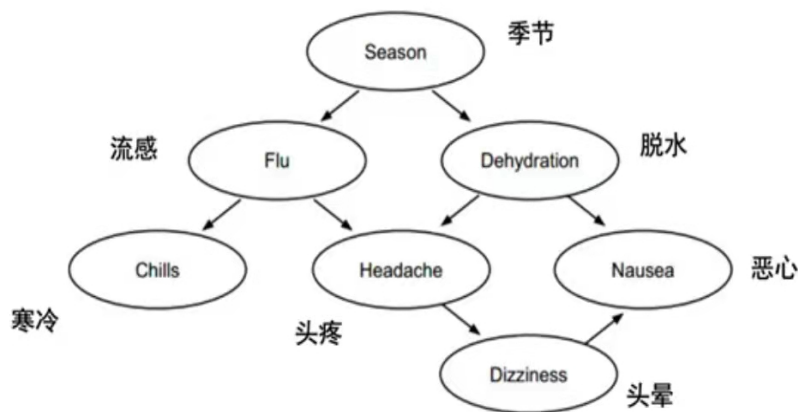 Season
季节
流感
Flu
Dehydration
脱水
Chills
Headache
Nausea
恶心
寒冷
头疼
Dizziness
头晕